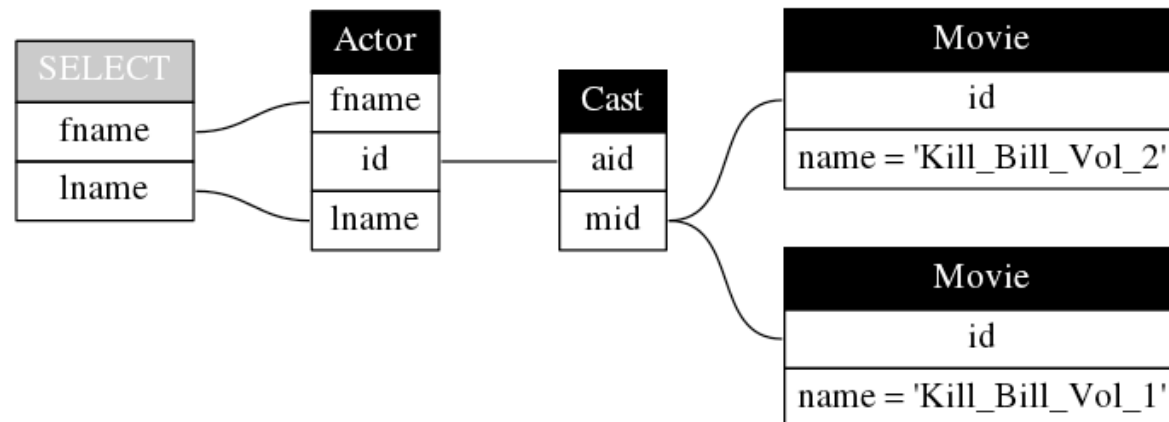 SELECT
fname
lname
Actor
fname
id
lname
Cast
aid
mid
Movie
id
name = 'Kill_Bill_Vol_2'
Movie
id
name = 'Kill_Bill_Vol_1'